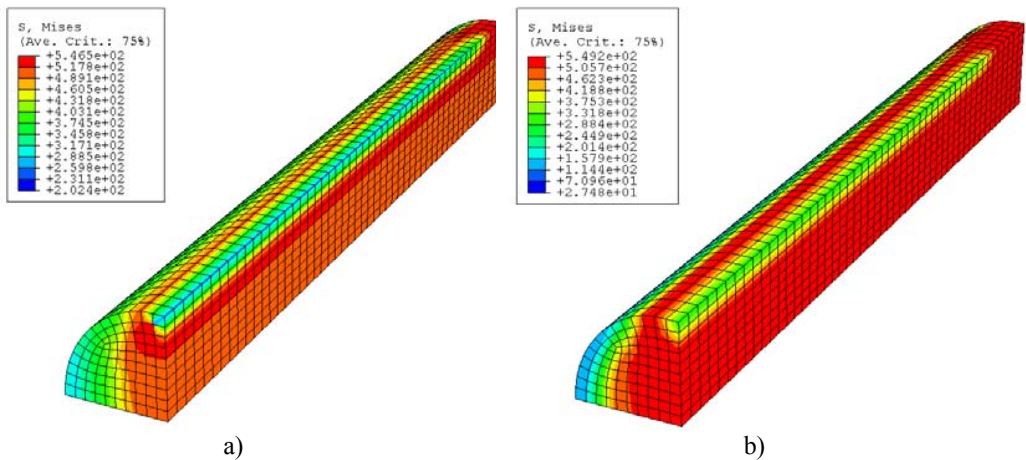 S, Mises
(Ave. Crit.: 75%)
+5.465e+02
+5.178e+02
+4.891e+02
+4.605e+02
+4.318e+02
+4.031e+02
+3.745e+02
+3.458e+02
+3.171e+02
+2.885e+02
+2.598e+02
+2.311e+02
+2.024e+02
S, Mises
(Ave. Crit.: 75%)
+5.492e+02
+5.057e+02
+4.623e+02
+4.188e+02
+3.753e+02
+3.318e+02
+2.884e+02
+2.449e+02
+2.014e+02
+1.579e+02
+1.144e+02
+7.096e+01
+2.748e+01
a)
b)